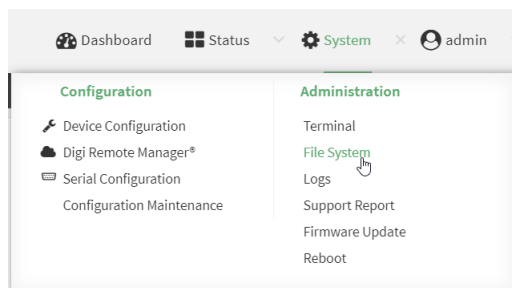 Dashboard Status System admin
Configuration
Device Configuration
Digi Remote Manager®
Serial Configuration
Configuration Maintenance
Administration
Terminal
File System
Logs
Support Report
Firmware Update
Reboot